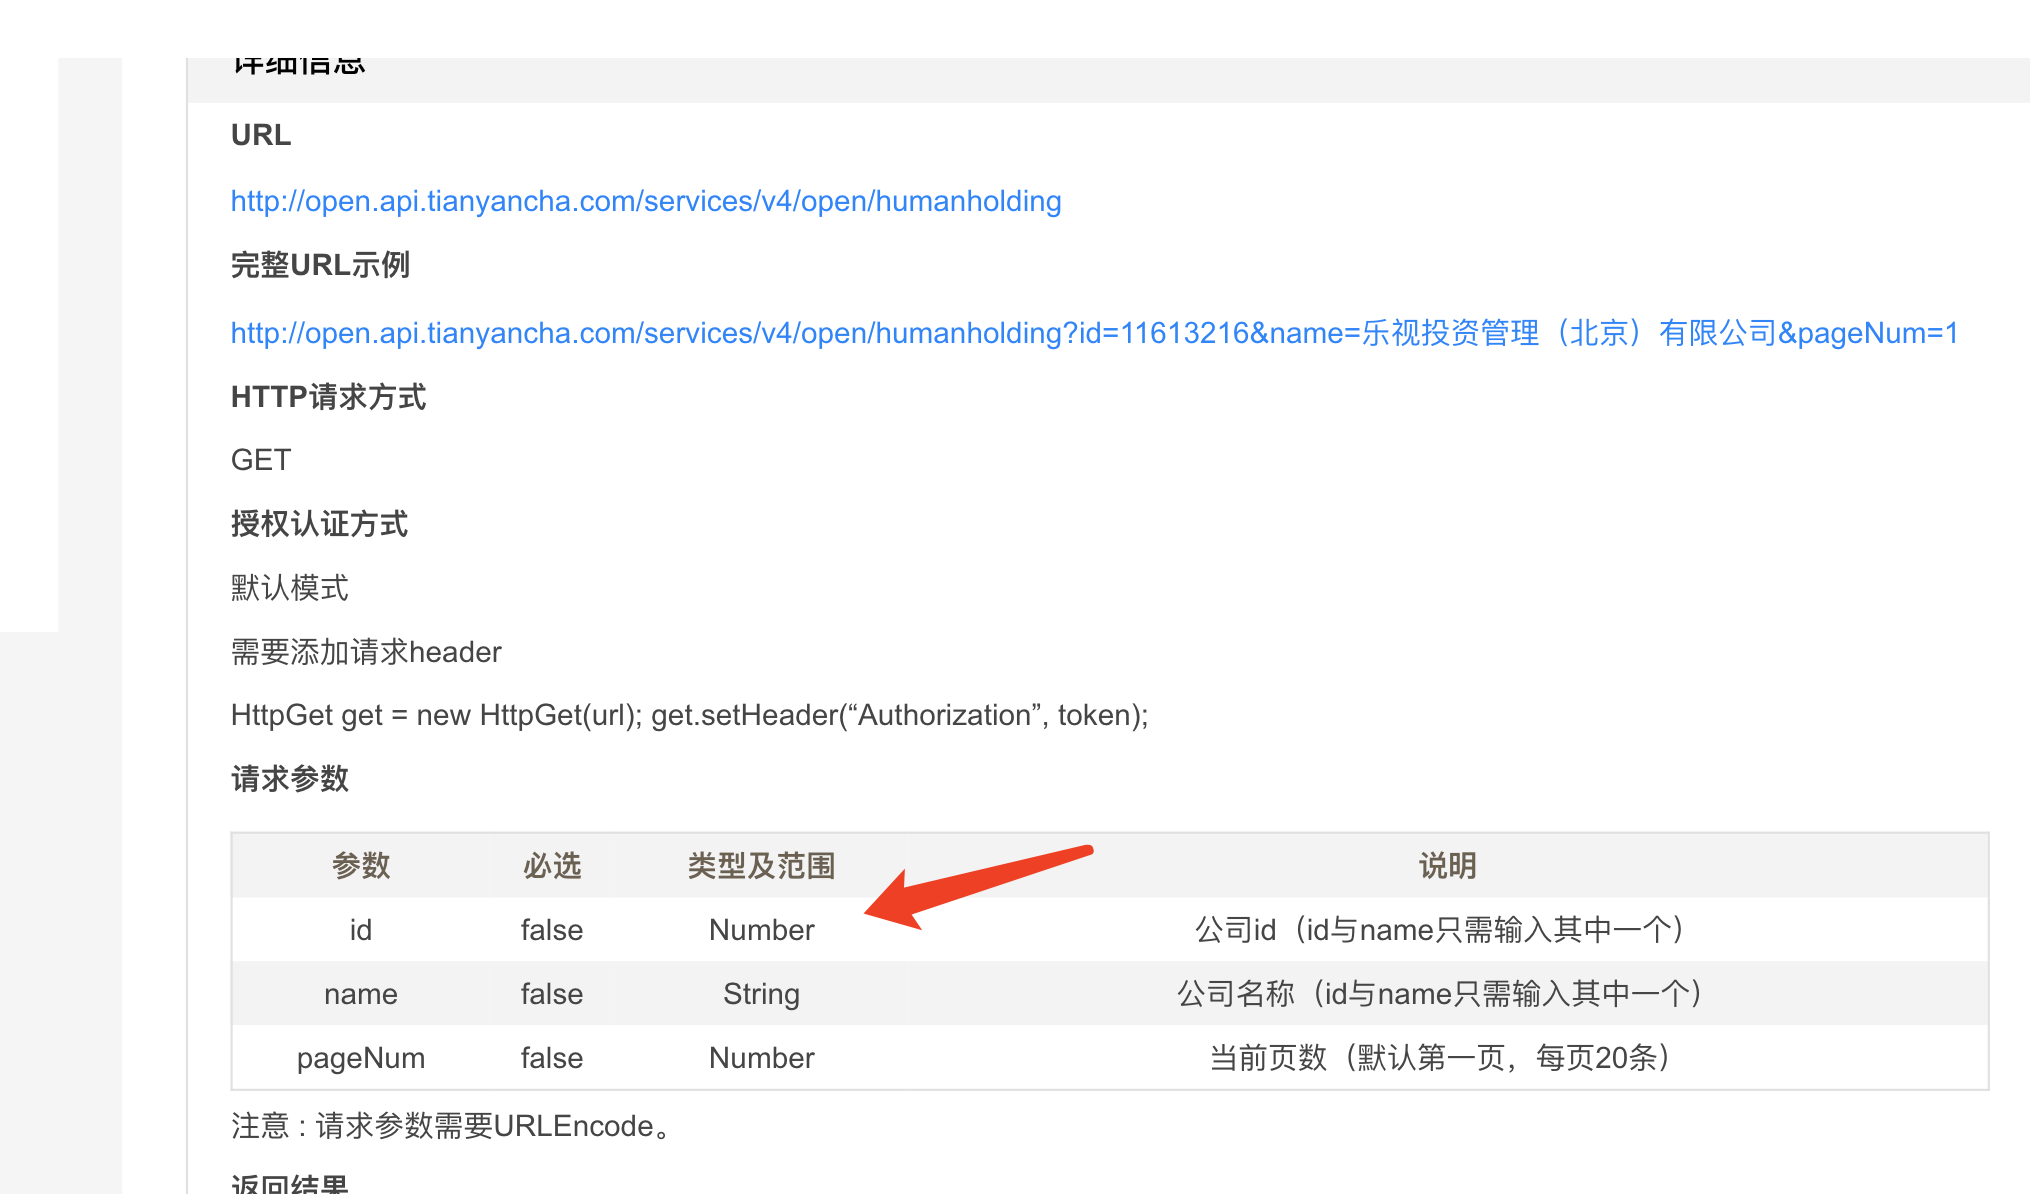 详细信息
URL
http://open.api.tianyancha.com/services/v4/open/humanholding
完整URL示例
http://open.api.tianyancha.com/services/v4/open/humanholding?id=11613216&name=乐视投资管理（北京）有限公司&pageNum=1
HTTP请求方式
GET
授权认证方式
默认模式
需要添加请求header
HttpGet get = new HttpGet(url); get.setHeader(“Authorization”, token);
请求参数
参数 必选 类型及范围 说明
id false Number 公司id（id与name只需输入其中一个）
name false String 公司名称（id与name只需输入其中一个）
pageNum false Number 当前页数（默认第一页，每页20条）
注意 : 请求参数需要URLEncode。
返回结果